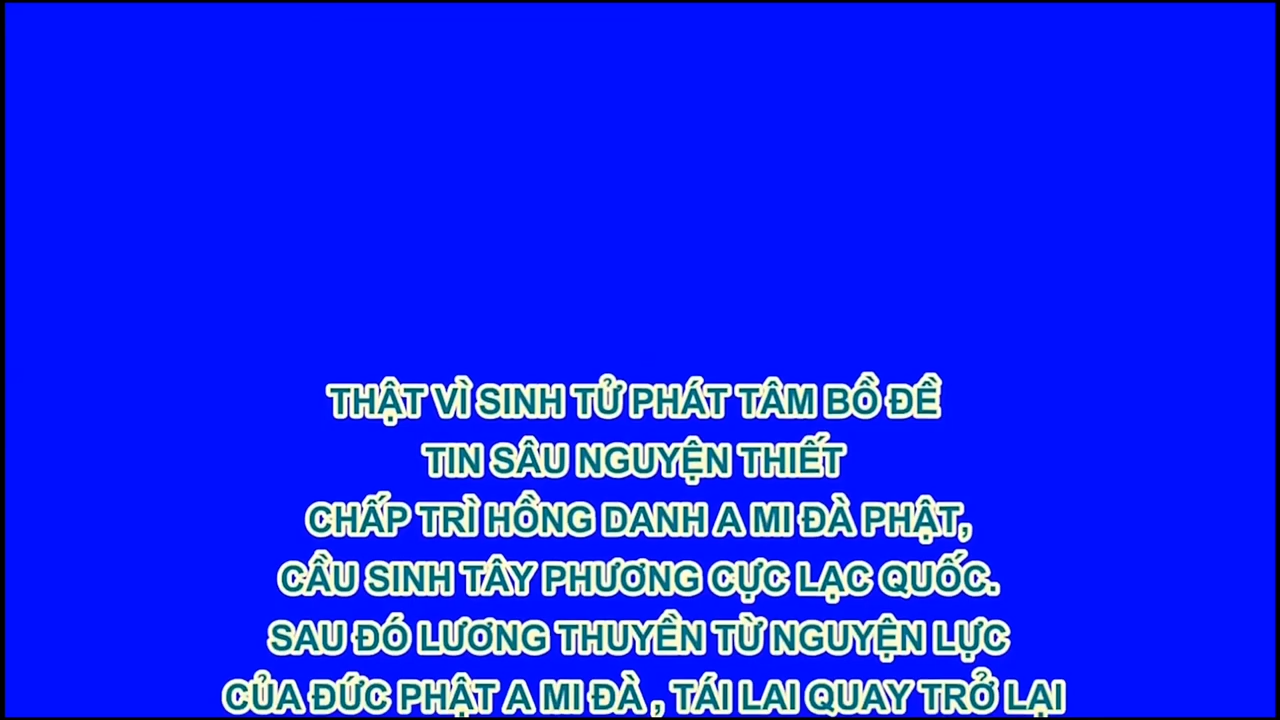 THẬT VÌ SINH TỬ PHÁT TÂM BỒ ĐỀ
TIN SÂU NGUYỆN THIẾT
CHẤP TRÌ HỒNG DANH A MI ĐÀ PHẬT,
CẦU SINH TÂY PHƯƠNG CỰC LẠC QUỐC.
SAU ĐÓ LƯƠNG THUYỀN TỪ NGUYỆN LỰC
CỦA ĐỨC PHẬT A MI ĐÀ , TÁI LAI QUAY TRỞ LẠI